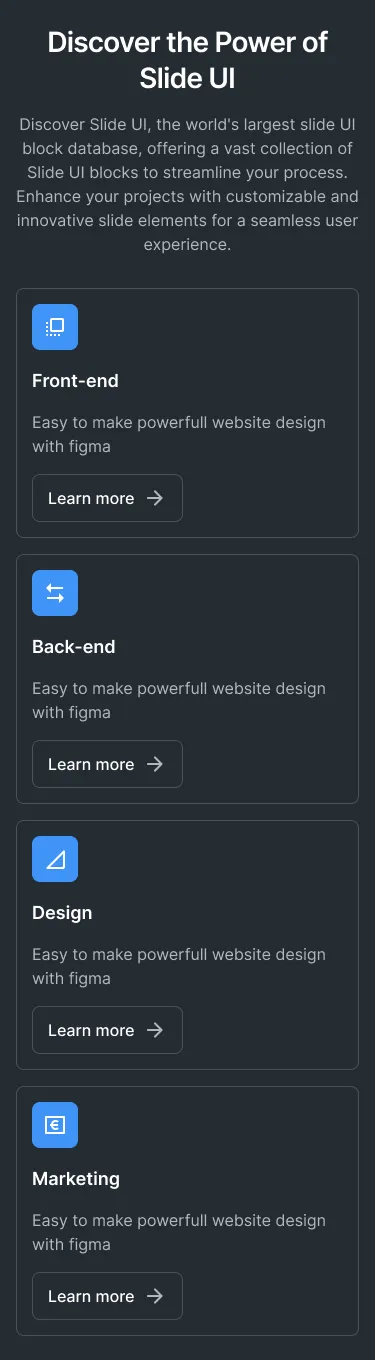 Discover the Power of
Slide UI
Discover Slide UI, the world's largest slide UI
block database, offering a vast collection of
Slide UI blocks to streamline your process.
Enhance your projects with customizable and
innovative slide elements for a seamless user
experience.
Front-end
Easy to make powerfull website design
with figma
Learn more
Back-end
Easy to make powerfull website design
with figma
Learn more
Design
Easy to make powerfull website design
with figma
Learn more
Marketing
Easy to make powerfull website design
with figma
Learn more